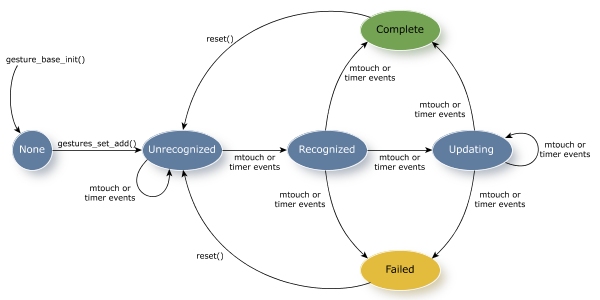 Complete
reset()
gesture_base_init()
mtouch or
timer events
mtouch or
timer events
gestures_set_add()
None
Unrecognized
Recognized
Updating
mtouch or
timer events
mtouch or
timer events
mtouch or
timer events
mtouch or
timer events
mtouch or
timer events
mtouch or
timer events
reset()
Failed